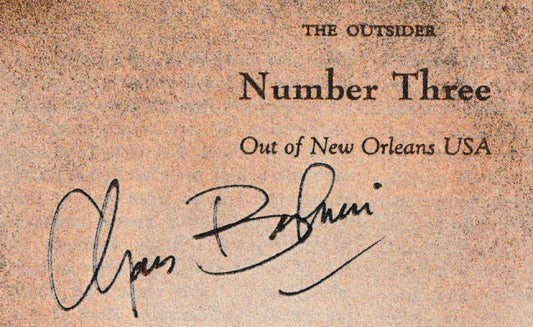 THE OUTSIDER
Number Three
Out of New Orleans USA